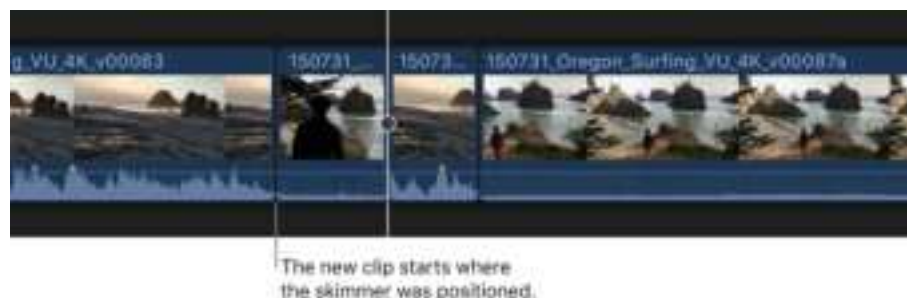 g_VU_4K_v00083
150731_...
15073...
150731_Oregon_Surfing_VU_4K_v00087a
The new clip starts where
the skimmer was positioned.